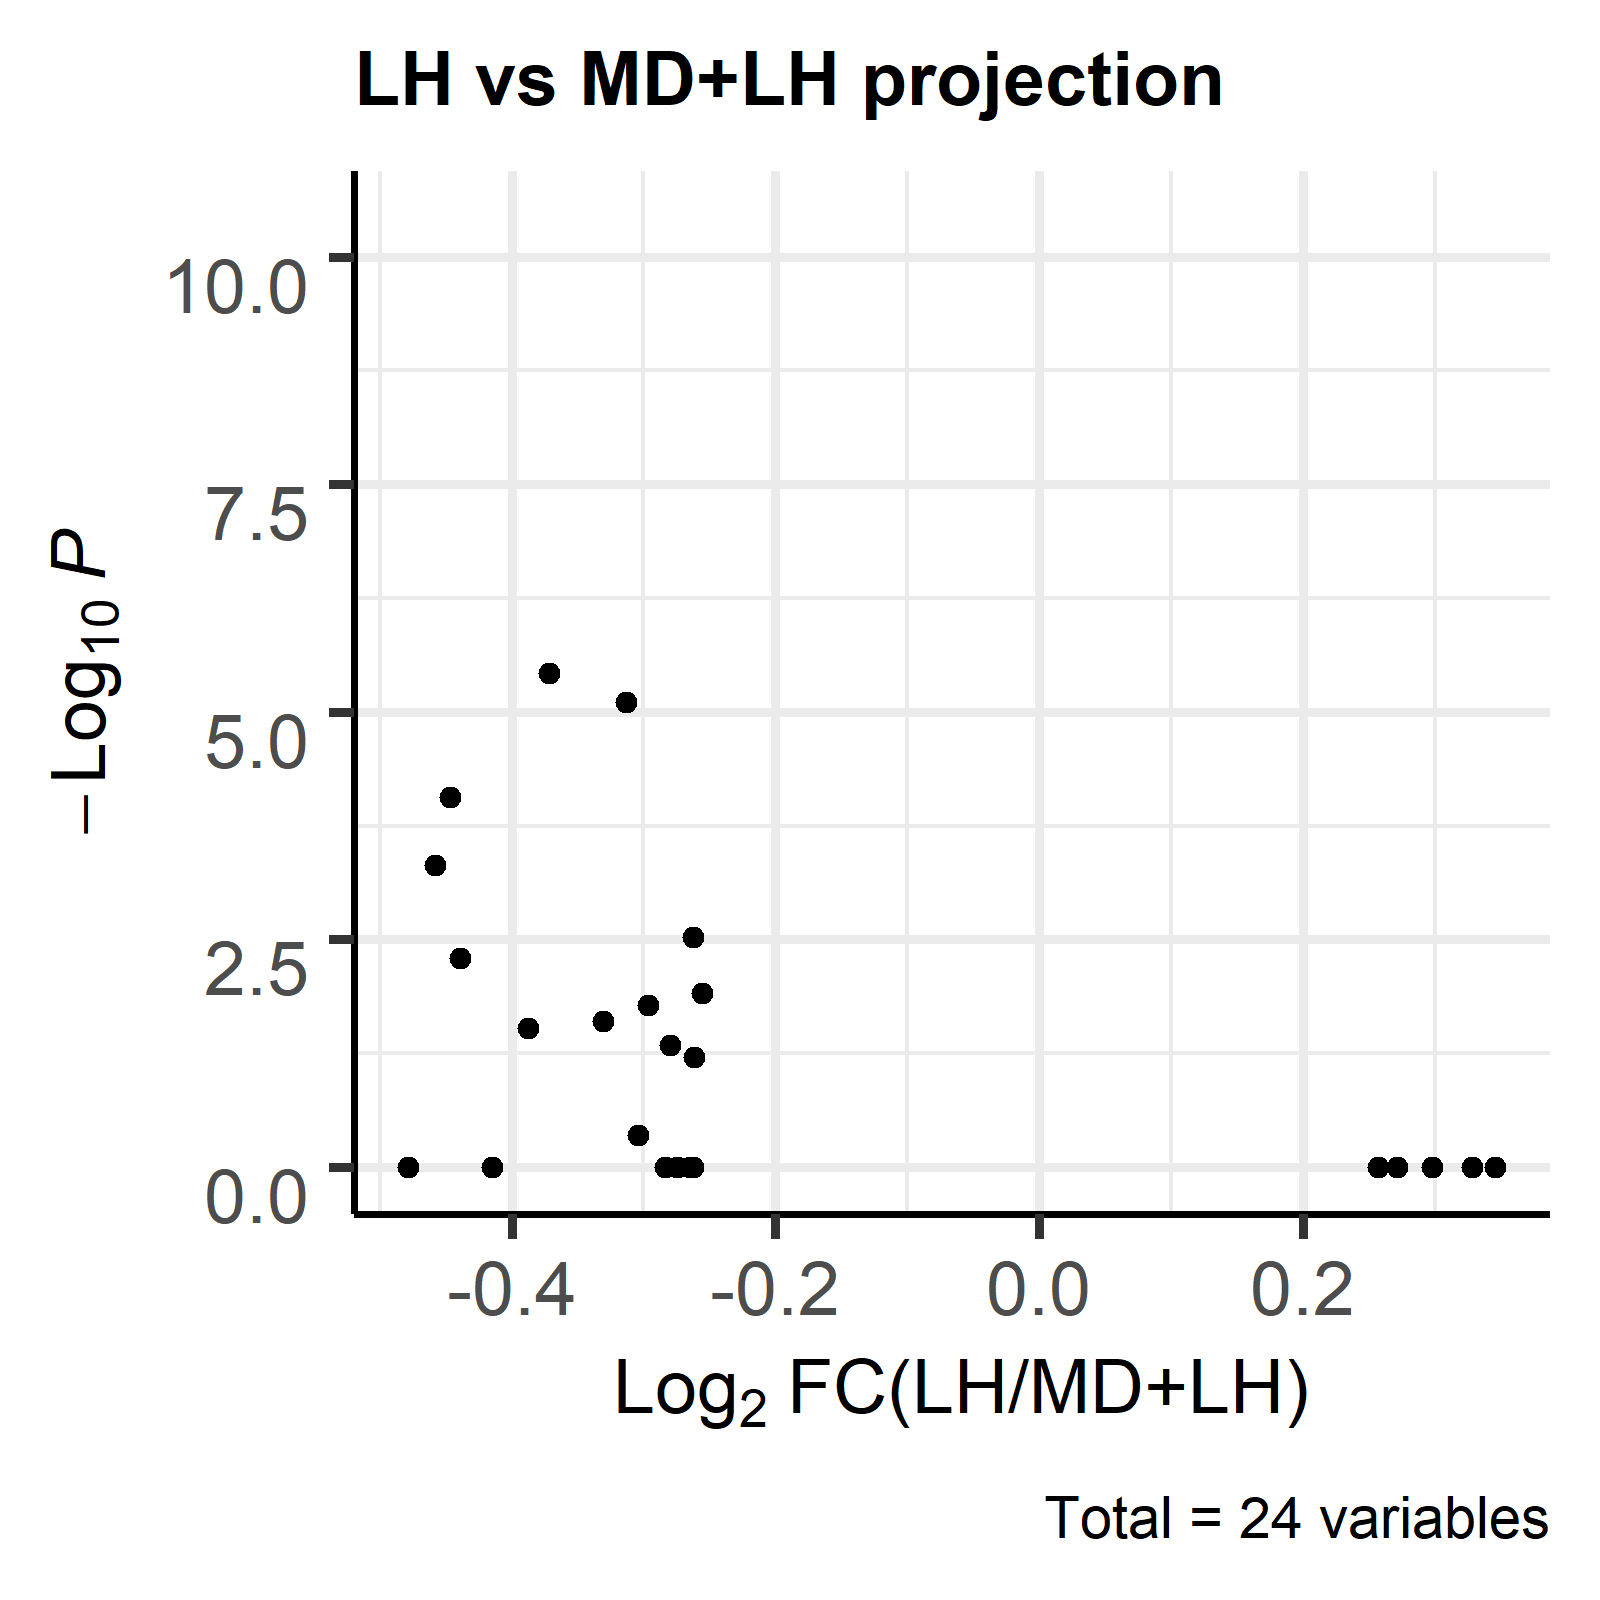 LH vs MD+LH projection
10.0
7.5
5.0
2.5
0.0
−Log₁₀ P
-0.4 -0.2 0.0 0.2
Log₂ FC(LH/MD+LH)
Total = 24 variables